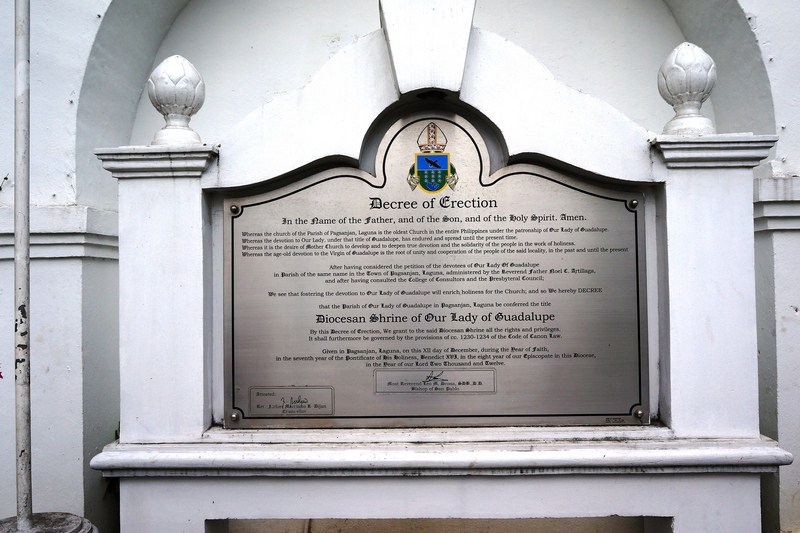 Decree of Erection
In the Name of the Father, and of the Son, and of the Holy Spirit. Amen.
Whereas the church of the Parish of Pagsanjan, Laguna is the oldest Church in the entire Philippines under the patronship of Our Lady of Guadalupe.
Whereas the devotion to Our Lady, under that title of Guadalupe, has endured and spread until the present time.
Whereas it is the desire of Mother Church to develop and to deepen true devotion and the solidarity of the people in the work of holiness.
Whereas the age-old devotion to the Virgin of Guadalupe is the root of unity and cooperation of the people of the said locality, in the past and until the present
After having considered the petition of the devotees of Our Lady Of Guadalupe
in Parish of the same name in the Town of Pagsanjan, Laguna, administered by the Reverend Father Noel C. Artillaga,
and after having consulted the College of Consultors and the Presbyteral Council;
We see that fostering the devotion to Our Lady of Guadalupe will enrich holiness for the Church; and so We hereby DECREE
that the Parish of Our Lady of Guadalupe in Pagsanjan, Laguna be conferred the title
Diocesan Shrine of Our Lady of Guadalupe
By this Decree of Erection, We grant to the said Diocesan Shrine all the rights and privileges.
It shall furthermore be governed by the provisions of cc. 1230-1234 of the Code of Canon Law.
Given in Pagsanjan, Laguna, on this XII day of December, during the Year of Faith,
in the seventh year of the Pontificate of His Holiness, Benedict XVI, in the eight year of our Episcopate in this Diocese,
in the Year of our Lord Two Thousand and Twelve.
Most Reverend Leo M. Drona, SDB, D.D.
Bishop of San Pablo
Attested:
Chancellor